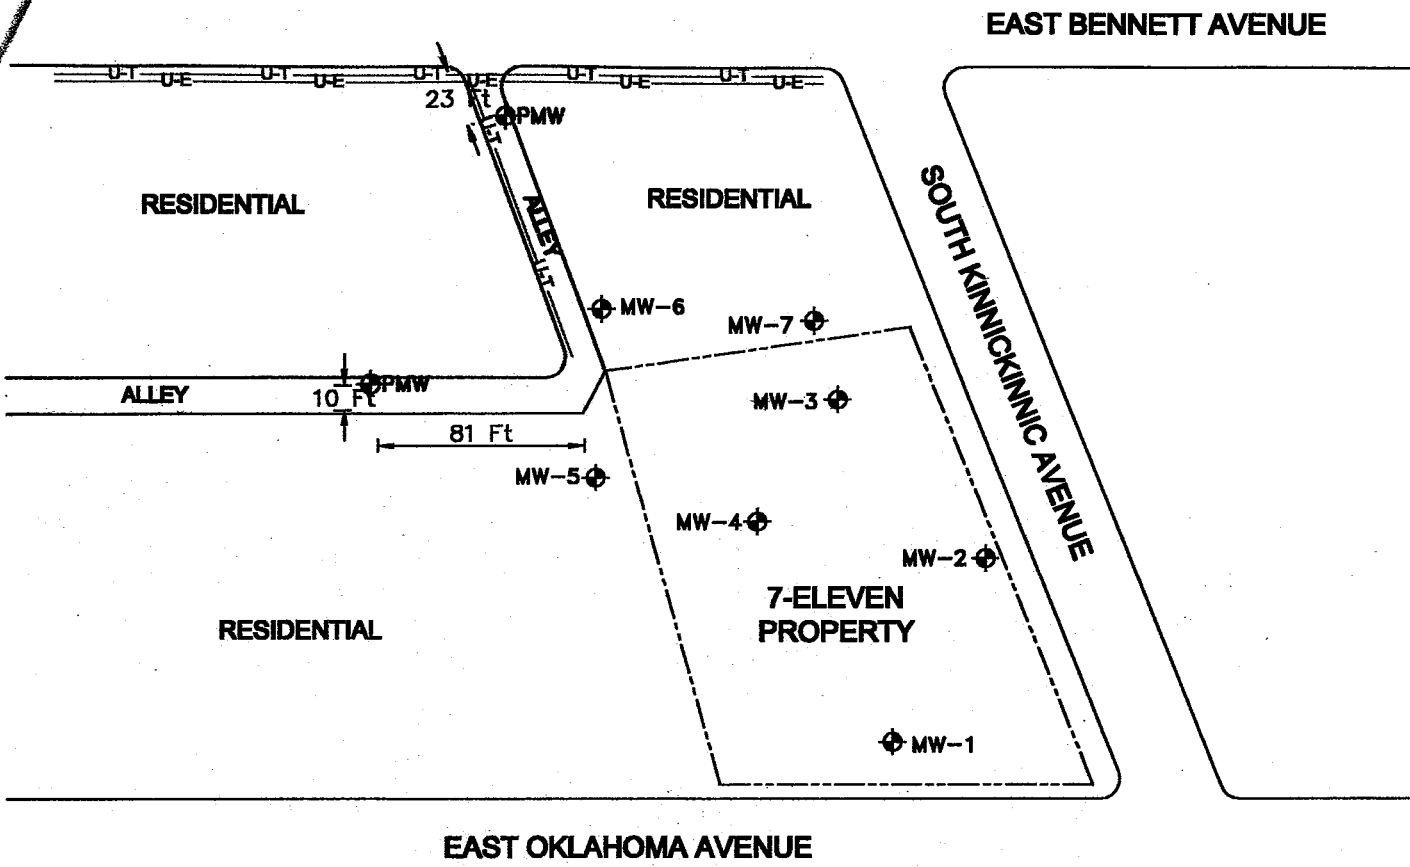 EAST BENNETT AVENUE
U-T U-E U-T U-E U-T U-E U-T U-E U-T U-E
23 Ft
PMW
U-T
RESIDENTIAL
RESIDENTIAL
ALLEY
SOUTH KINNICKINNIC AVENUE
U-T
MW-6
MW-7
PMW
ALLEY
10 Ft
MW-3
81 Ft
MW-5
MW-4
MW-2
7-ELEVEN
PROPERTY
RESIDENTIAL
MW-1
EAST OKLAHOMA AVENUE